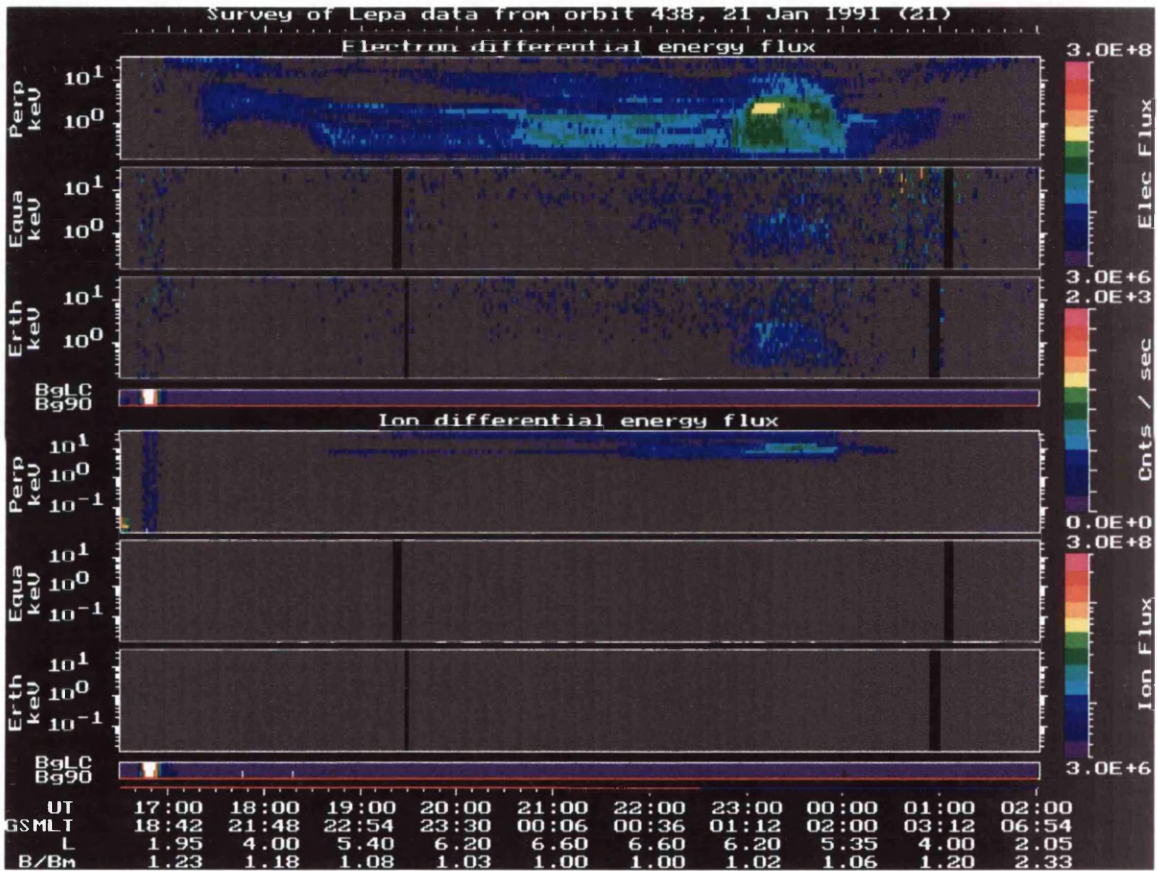 Survey of Lepa data from orbit 438, 21 Jan 1991 (21)
Electron differential energy flux
Perp keV 10¹ 10⁰
Equa keV 10¹ 10⁰
Erth keV 10¹ 10⁰
BgLC
Bg90
Ion differential energy flux
Perp keV 10¹ 10⁰ 10⁻¹
Equa keV 10¹ 10⁰ 10⁻¹
Erth keV 10¹ 10⁰ 10⁻¹
BgLC
Bg90
3.0E+8
Elec Flux
3.0E+6
2.0E+3
Cnts / sec
0.0E+0
3.0E+8
Ion Flux
3.0E+6
UT 17:00 18:00 19:00 20:00 21:00 22:00 23:00 00:00 01:00 02:00
GSMLT 18:42 21:48 22:54 23:30 00:06 00:36 01:12 02:00 03:12 06:54
L 1.95 4.00 5.40 6.20 6.60 6.60 6.20 5.35 4.00 2.05
B/Bm 1.23 1.18 1.08 1.03 1.00 1.00 1.02 1.06 1.20 2.33